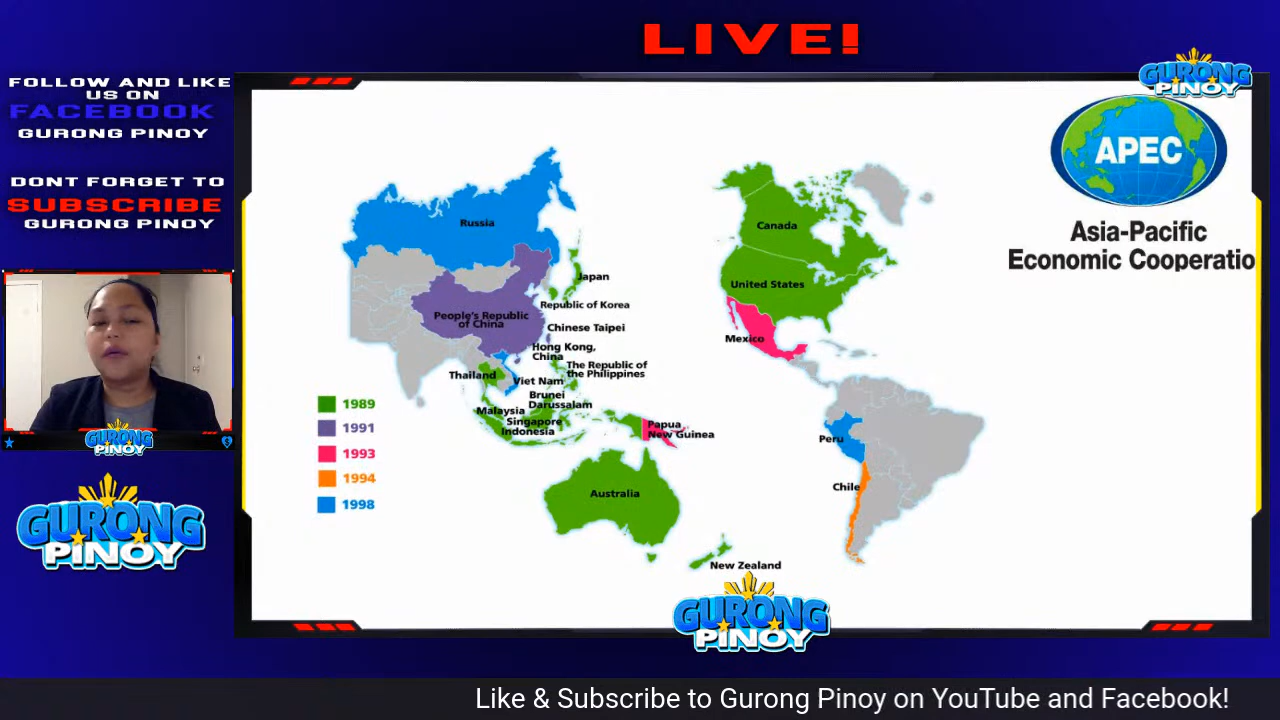 LIVE!
FOLLOW AND LIKE
US ON
FACEBOOK
GURONG PINOY
DONT FORGET TO
SUBSCRIBE
GURONG PINOY
GURONG
PINOY
GURONG
PINOY
GURONG
PINOY
APEC
Asia-Pacific
Economic Cooperatio
Russia
Japan
Republic of Korea
People's Republic
of China
Chinese Taipei
Hong Kong,
China
The Republic of
the Philippines
Thailand
Viet Nam
Brunei
Darussalam
Malaysia
Singapore
Indonesia
Papua
New Guinea
Australia
New Zealand
Canada
United States
Mexico
Peru
Chile
1989
1991
1993
1994
1998
GURONG
PINOY
Like & Subscribe to Gurong Pinoy on YouTube and Facebook!